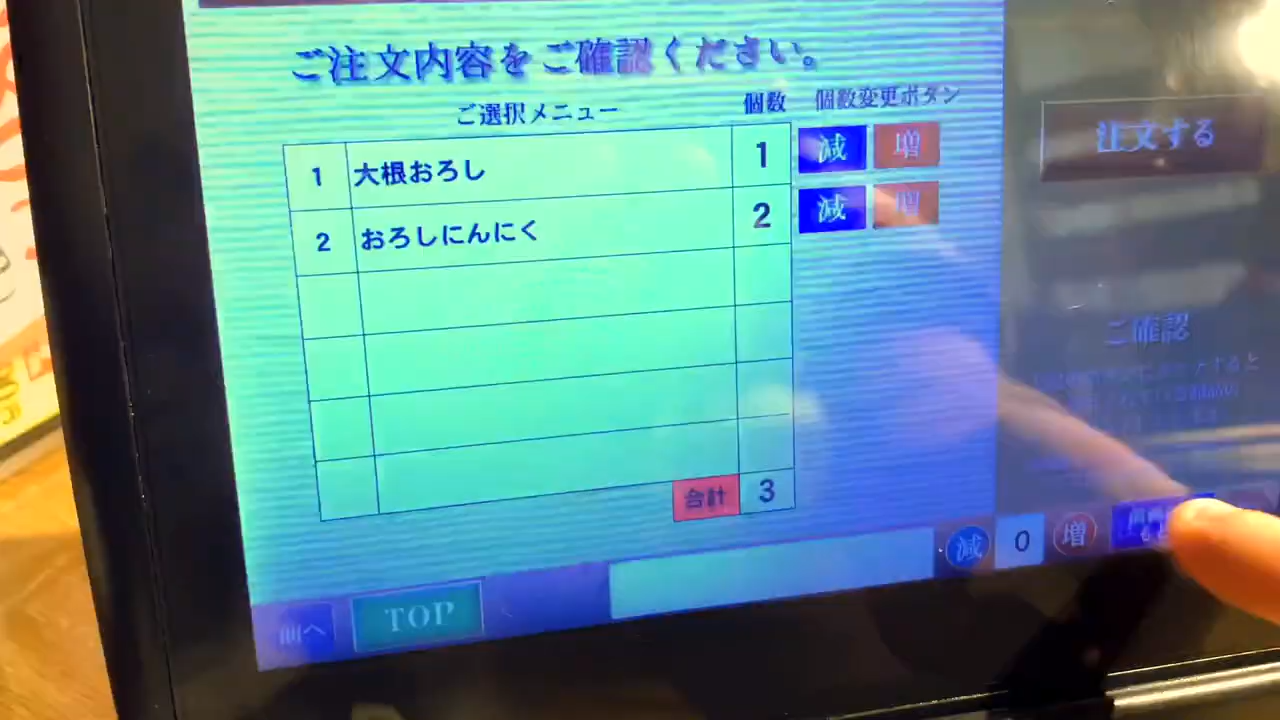 ご注文内容をご確認ください。
ご選択メニュー 個数 個数変更ボタン
1 大根おろし 1 減 増
2 おろしにんにく 2 減 増
合計 3
注文する
ご確認
減 0 増
前へ TOP